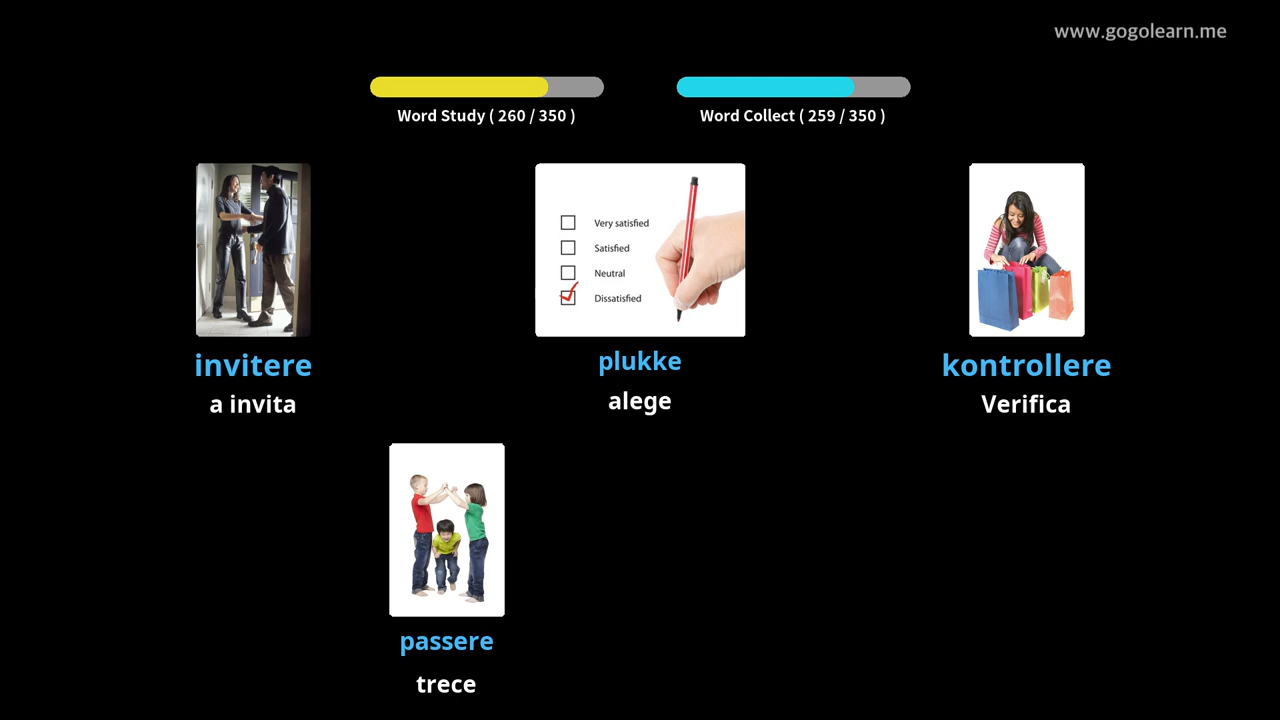 www.gogolearn.me
Word Study ( 260 / 350 )
Word Collect ( 259 / 350 )
Very satisfied
Satisfied
Neutral
Dissatisfied
invitere
a invita
plukke
alege
kontrollere
Verifica
passere
trece